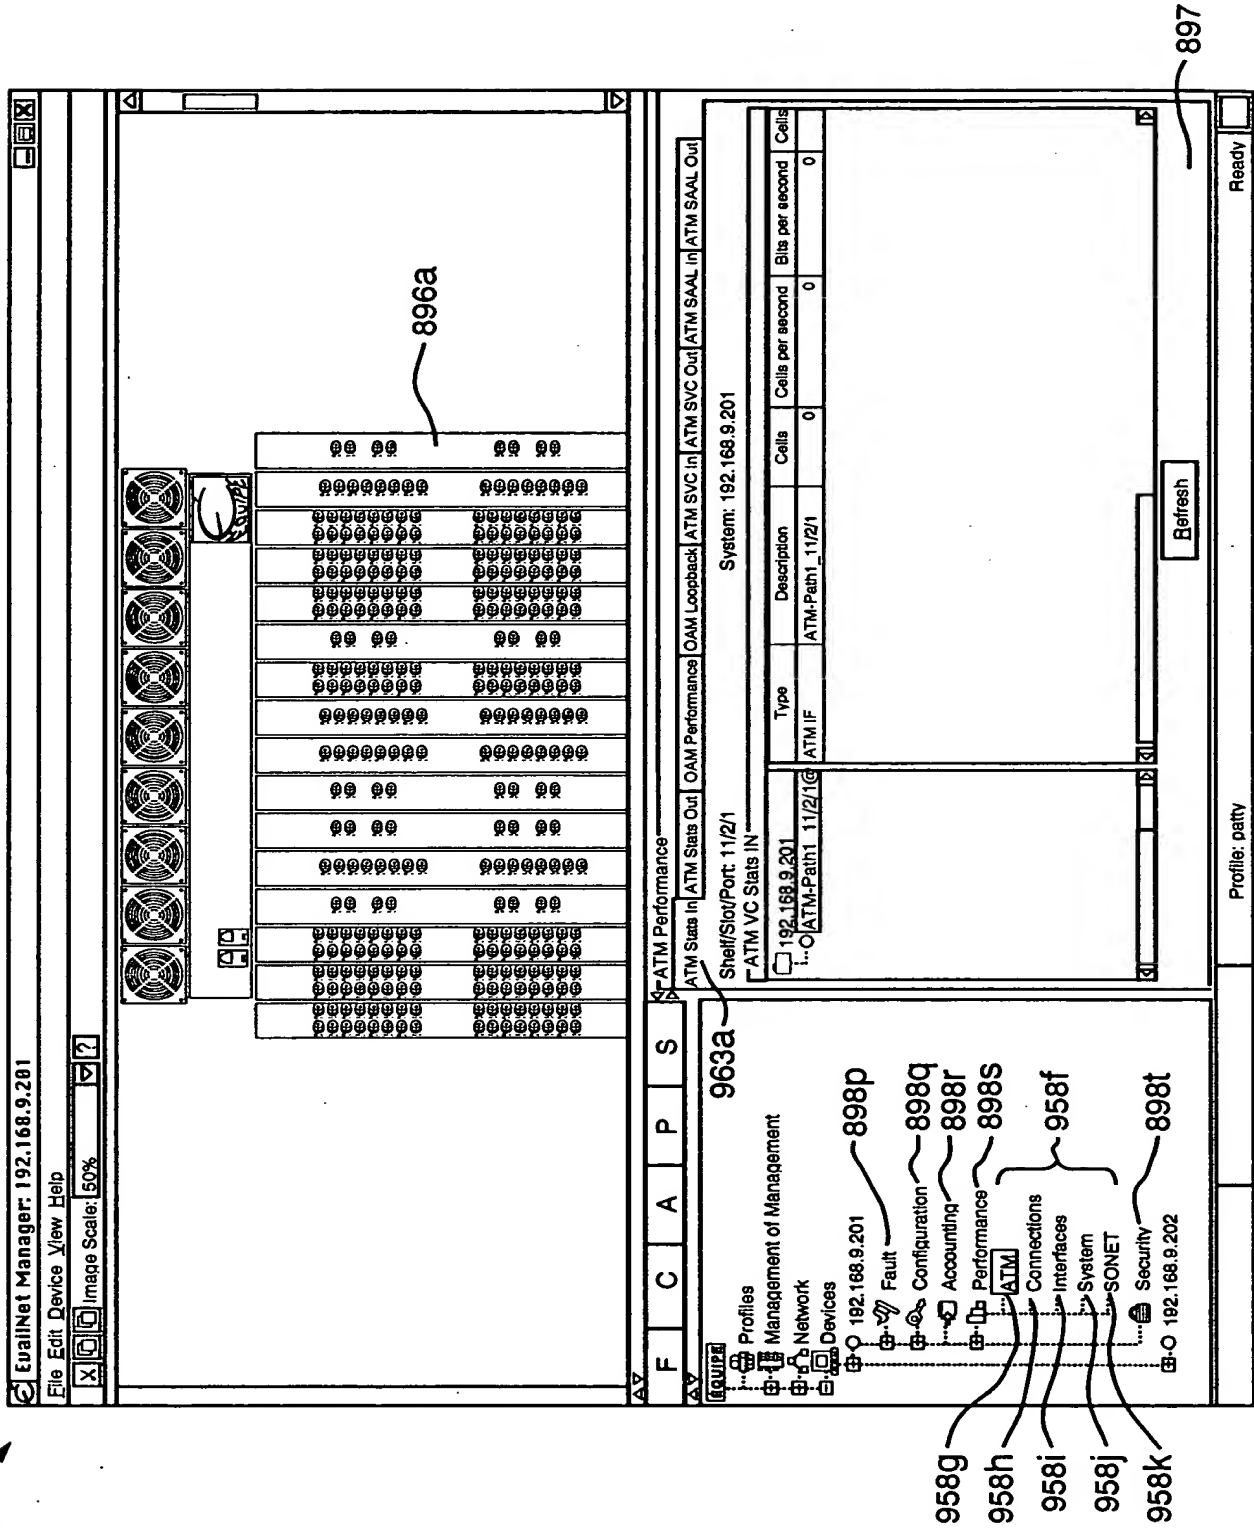 EuailNet Manager: 192.168.9.201
File Edit Device View Help
Image Scale: 50% ?
EQUIPE
896a
F C A P S
EQUIPE
Profiles
Management of Management
Network
Devices
192.168.9.201
Fault
Configuration
Accounting
Performance
ATM
Connections
Interfaces
System
SONET
Security
192.168.9.202
898p
898q
898r
898s
958f
898t
958g
958h
958i
958j
958k
963a
ATM Performance
ATM Stats In ATM Stats Out OAM Performance OAM Loopback ATM SVC In ATM SVC Out ATM SAAL In ATM SAAL Out
Shelf/Slot/Port: 11/2/1 System: 192.168.9.201
ATM VC Stats IN
192.168.9.201
ATM-Path1 11/2/1@
Type Description Cells Cells per second Bits per second Cells
ATM IF ATM-Path1_11/2/1 0 0 0
Refresh
897
Profile: patty Ready